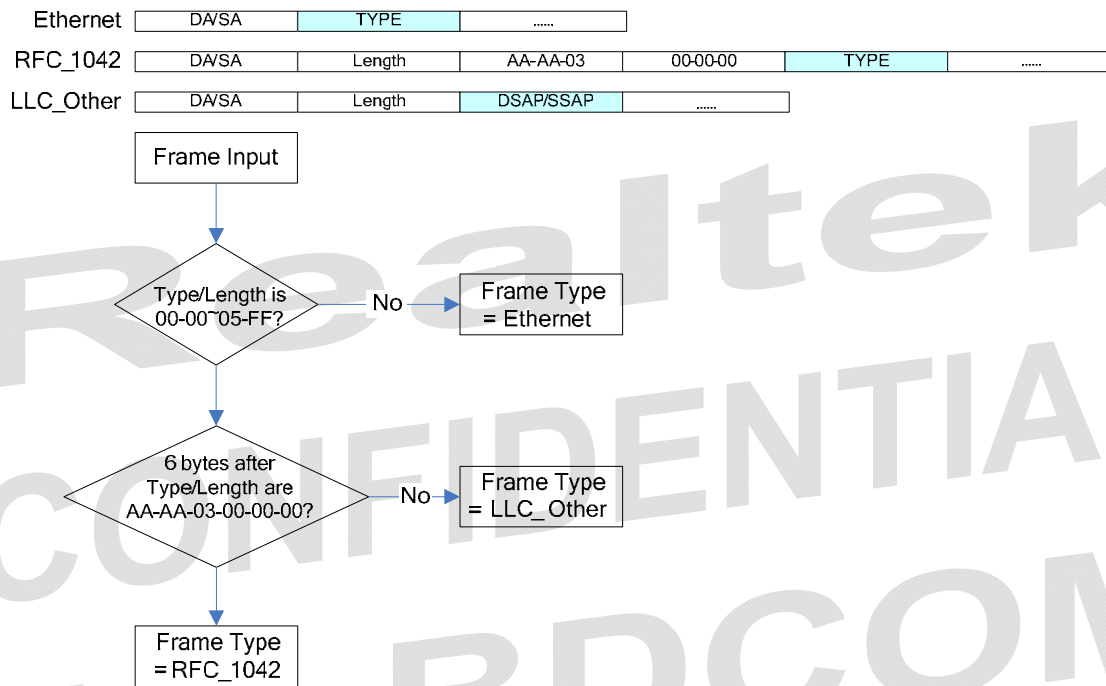 Ethernet DA/SA TYPE ......
RFC_1042 DA/SA Length AA-AA-03 00-00-00 TYPE ......
LLC_Other DA/SA Length DSAP/SSAP ......
Frame Input
Type/Length is
00-00~05-FF?
No
Frame Type
= Ethernet
6 bytes after
Type/Length are
AA-AA-03-00-00-00?
No
Frame Type
= LLC_Other
Frame Type
= RFC_1042
Realtek
CONFIDENTIA
BDCOM